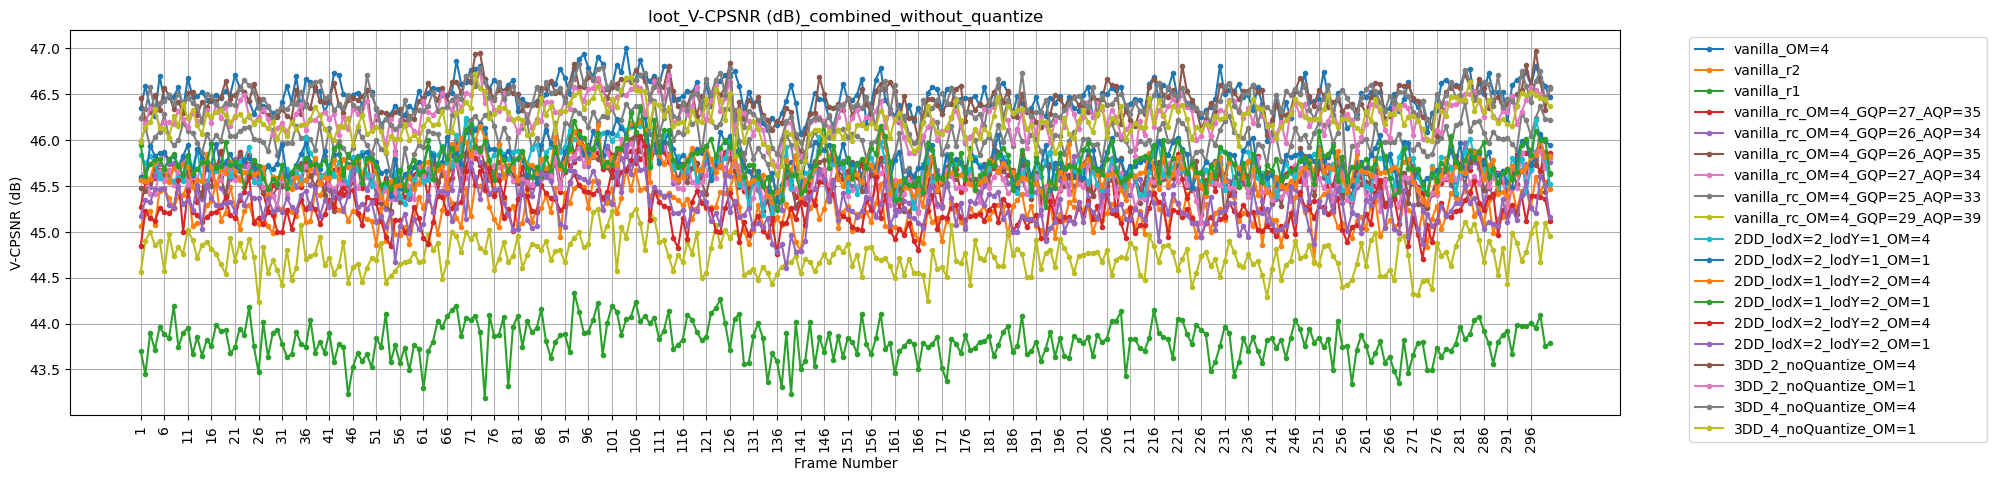 loot_V-CPSNR (dB)_combined_without_quantize
V-CPSNR (dB)
47.0
46.5
46.0
45.5
45.0
44.5
44.0
43.5
1 6 11 16 21 26 31 36 41 46 51 56 61 66 71 76 81 86 91 96 101 106 111 116 121 126 131 136 141 146 151 156 161 166 171 176 181 186 191 196 201 206 211 216 221 226 231 236 241 246 251 256 261 266 271 276 281 286 291 296
Frame Number
vanilla_OM=4
vanilla_r2
vanilla_r1
vanilla_rc_OM=4_GQP=27_AQP=35
vanilla_rc_OM=4_GQP=26_AQP=34
vanilla_rc_OM=4_GQP=26_AQP=35
vanilla_rc_OM=4_GQP=27_AQP=34
vanilla_rc_OM=4_GQP=25_AQP=33
vanilla_rc_OM=4_GQP=29_AQP=39
2DD_lodX=2_lodY=1_OM=4
2DD_lodX=2_lodY=1_OM=1
2DD_lodX=1_lodY=2_OM=4
2DD_lodX=1_lodY=2_OM=1
2DD_lodX=2_lodY=2_OM=4
2DD_lodX=2_lodY=2_OM=1
3DD_2_noQuantize_OM=4
3DD_2_noQuantize_OM=1
3DD_4_noQuantize_OM=4
3DD_4_noQuantize_OM=1